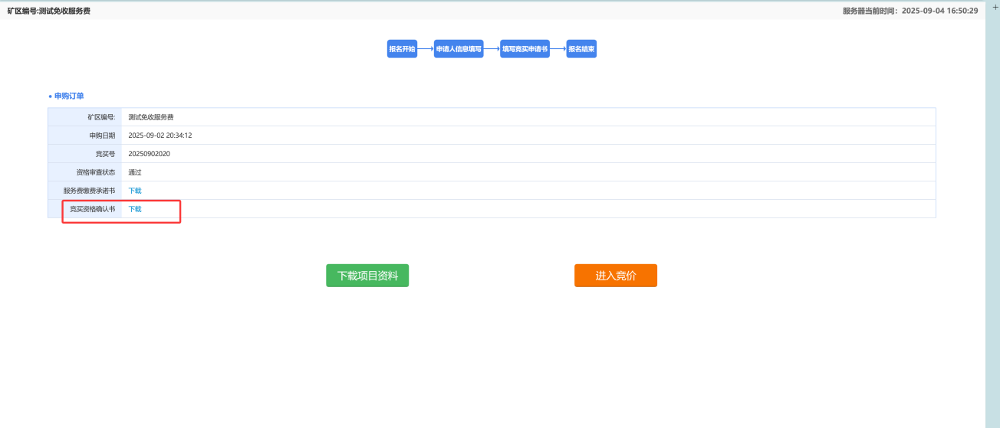 矿区编号:测试免收服务费 服务器当前时间：2025-09-04 16:50:29
报名开始 申请人信息填写 填写竞买申请书 报名结束
申购订单
矿区编号: 测试免收服务费
申购日期 2025-09-02 20:34:12
竞买号 20250902020
资格审查状态 通过
服务费缴费承诺书 下载
竞买资格确认书 下载
下载项目资料 进入竞价